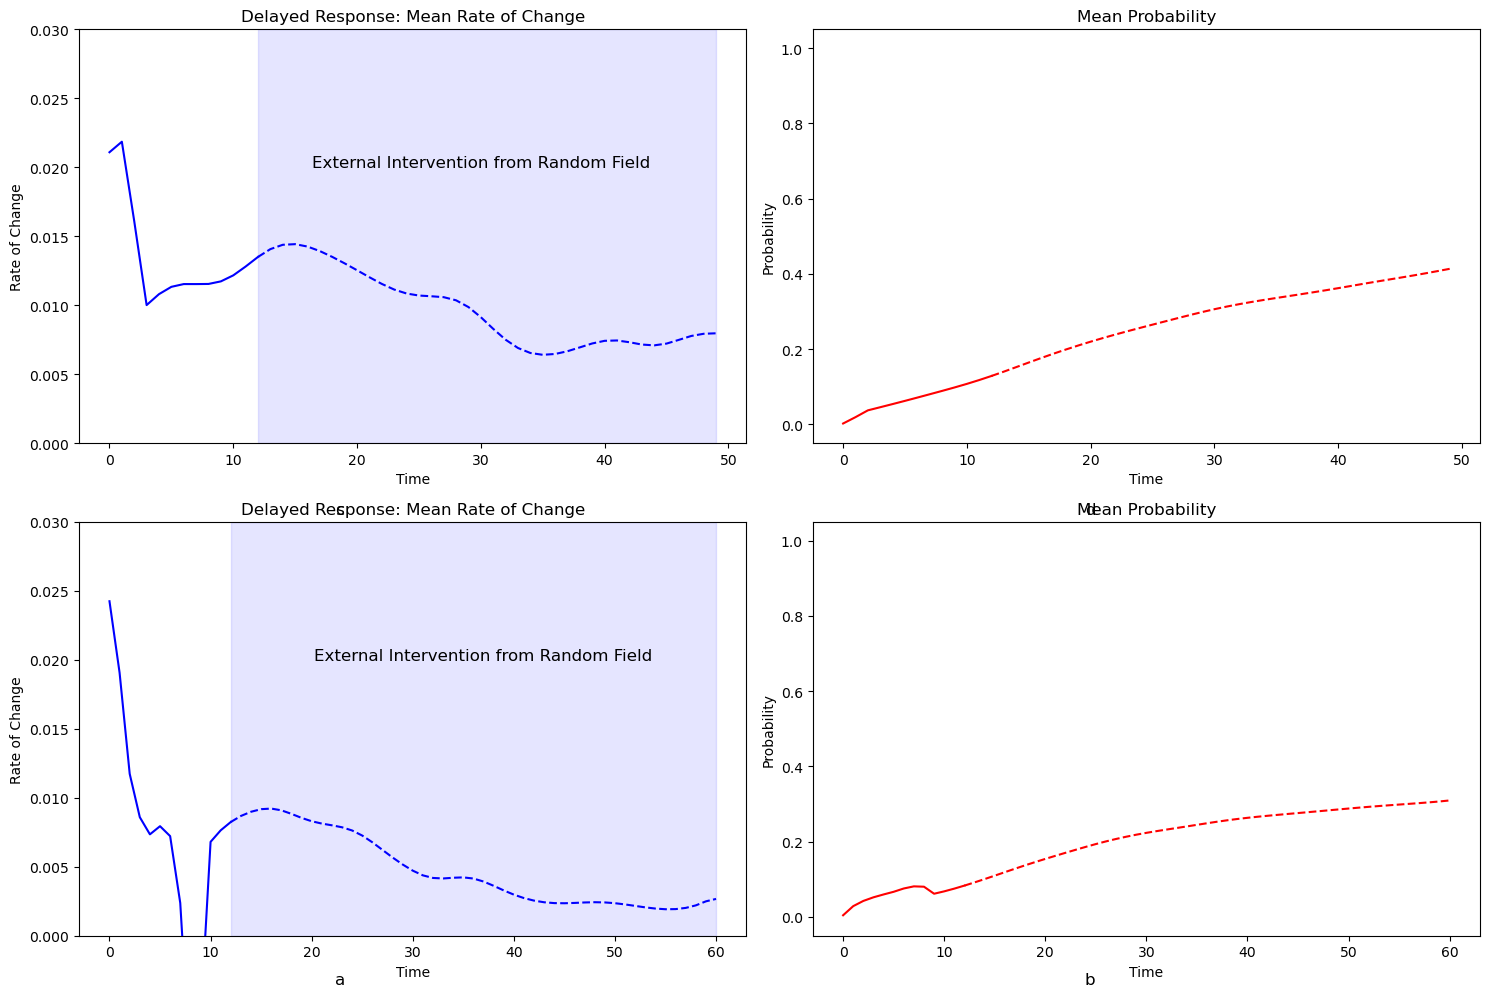 Delayed Response: Mean Rate of Change
Mean Probability
0.030
0.025
0.020
0.015
0.010
0.005
0.000
Rate of Change
External Intervention from Random Field
0 10 20 30 40 50
Time
1.0
0.8
0.6
0.4
0.2
0.0
Probability
0 10 20 30 40 50
Time
c
d
Delayed Response: Mean Rate of Change
Mean Probability
0.030
0.025
0.020
0.015
0.010
0.005
0.000
Rate of Change
External Intervention from Random Field
0 10 20 30 40 50 60
Time
1.0
0.8
0.6
0.4
0.2
0.0
Probability
0 10 20 30 40 50 60
Time
a
b